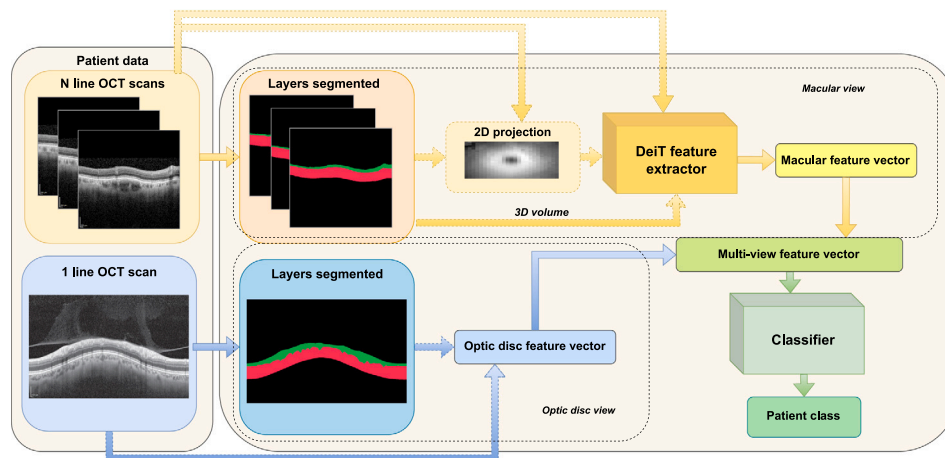 Patient data
N line OCT scans
Layers segmented
Macular view
2D projection
DeiT feature
extractor
Macular feature vector
3D volume
1 line OCT scan
Layers segmented
Multi-view feature vector
Optic disc feature vector
Classifier
Optic disc view
Patient class